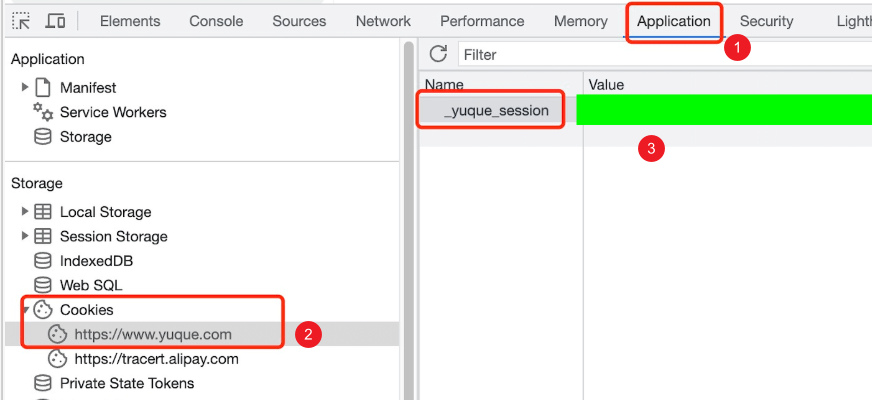 Elements Console Sources Network Performance Memory Application Security
1
Application
Manifest
Service Workers
Storage
Filter
Name Value
_yuque_session
3
Storage
Local Storage
Session Storage
IndexedDB
Web SQL
Cookies
https://www.yuque.com
2
https://tracert.alipay.com
Private State Tokens